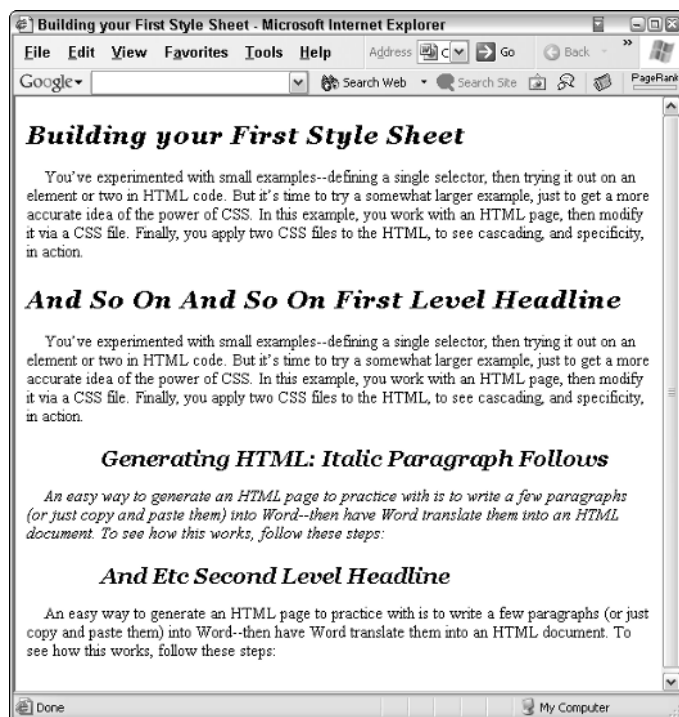 Building your First Style Sheet - Microsoft Internet Explorer
File Edit View Favorites Tools Help Address C Go Back »
Google Search Web Search Site PageRank
Building your First Style Sheet
You've experimented with small examples--defining a single selector, then trying it out on an
element or two in HTML code. But it's time to try a somewhat larger example, just to get a more
accurate idea of the power of CSS. In this example, you work with an HTML page, then modify
it via a CSS file. Finally, you apply two CSS files to the HTML, to see cascading, and specificity,
in action.
And So On And So On First Level Headline
You've experimented with small examples--defining a single selector, then trying it out on an
element or two in HTML code. But it's time to try a somewhat larger example, just to get a more
accurate idea of the power of CSS. In this example, you work with an HTML page, then modify
it via a CSS file. Finally, you apply two CSS files to the HTML, to see cascading, and specificity,
in action.
Generating HTML: Italic Paragraph Follows
An easy way to generate an HTML page to practice with is to write a few paragraphs
(or just copy and paste them) into Word--then have Word translate them into an HTML
document. To see how this works, follow these steps:
And Etc Second Level Headline
An easy way to generate an HTML page to practice with is to write a few paragraphs (or just
copy and paste them) into Word--then have Word translate them into an HTML document. To
see how this works, follow these steps:
Done My Computer